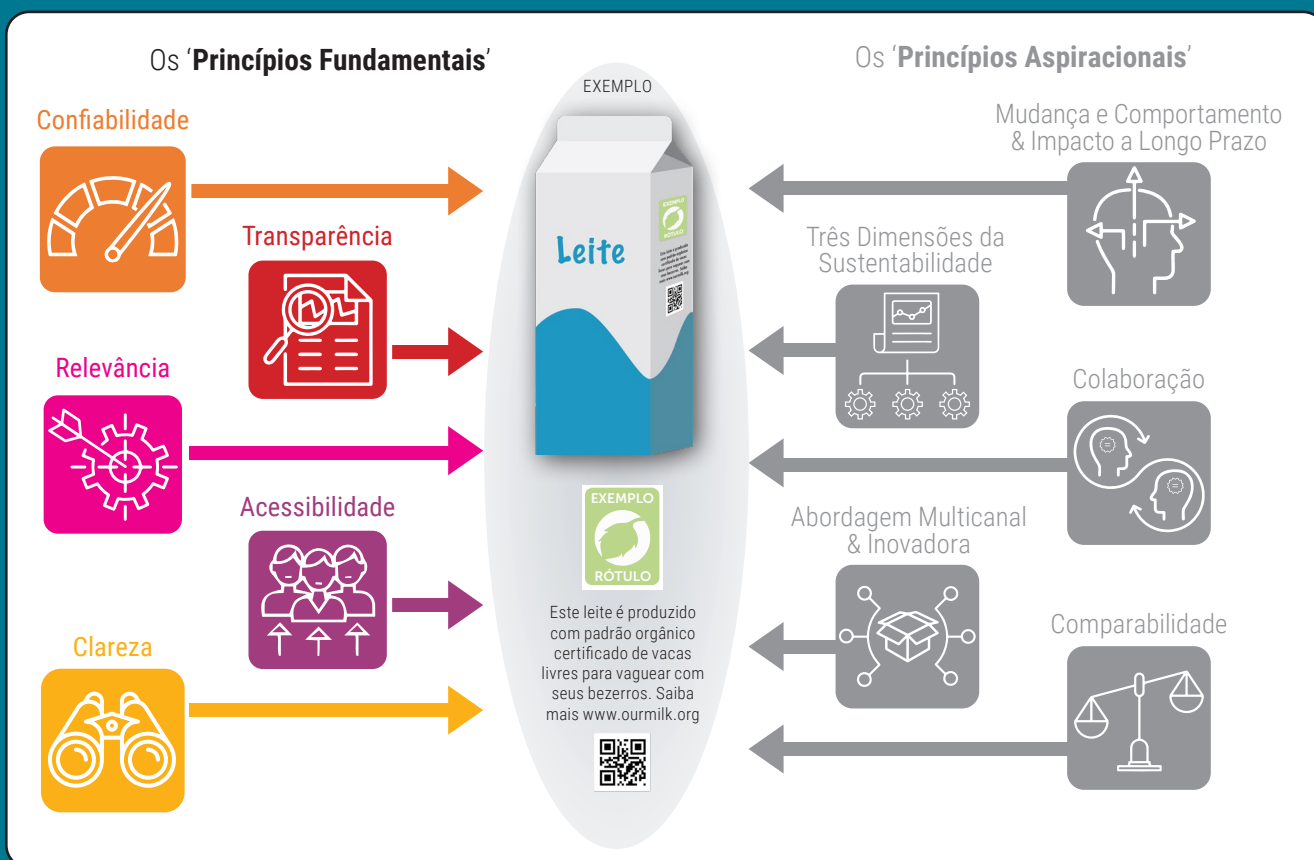 Os ‘Princípios Fundamentais’
Confiabilidade
Transparência
Relevância
Acessibilidade
Clareza
EXEMPLO
Leite
EXEMPLO
RÓTULO
EXEMPLO
RÓTULO
Este leite é produzido
com padrão orgânico
certificado de vacas
livres para vaguear com
seus bezerros. Saiba
mais www.ourmilk.org
Os ‘Princípios Aspiracionais’
Mudança e Comportamento
& Impacto a Longo Prazo
Três Dimensões da
Sustentabilidade
Colaboração
Abordagem Multicanal
& Inovadora
Comparabilidade